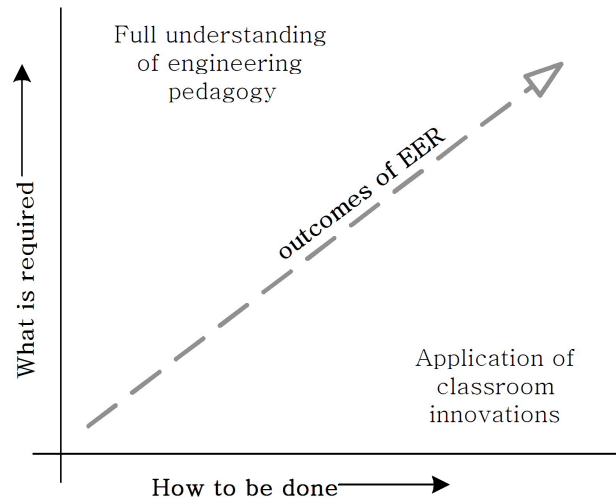 Full understanding
of engineering
pedagogy
outcomes of EER
What is required
Application of
classroom
innovations
How to be done